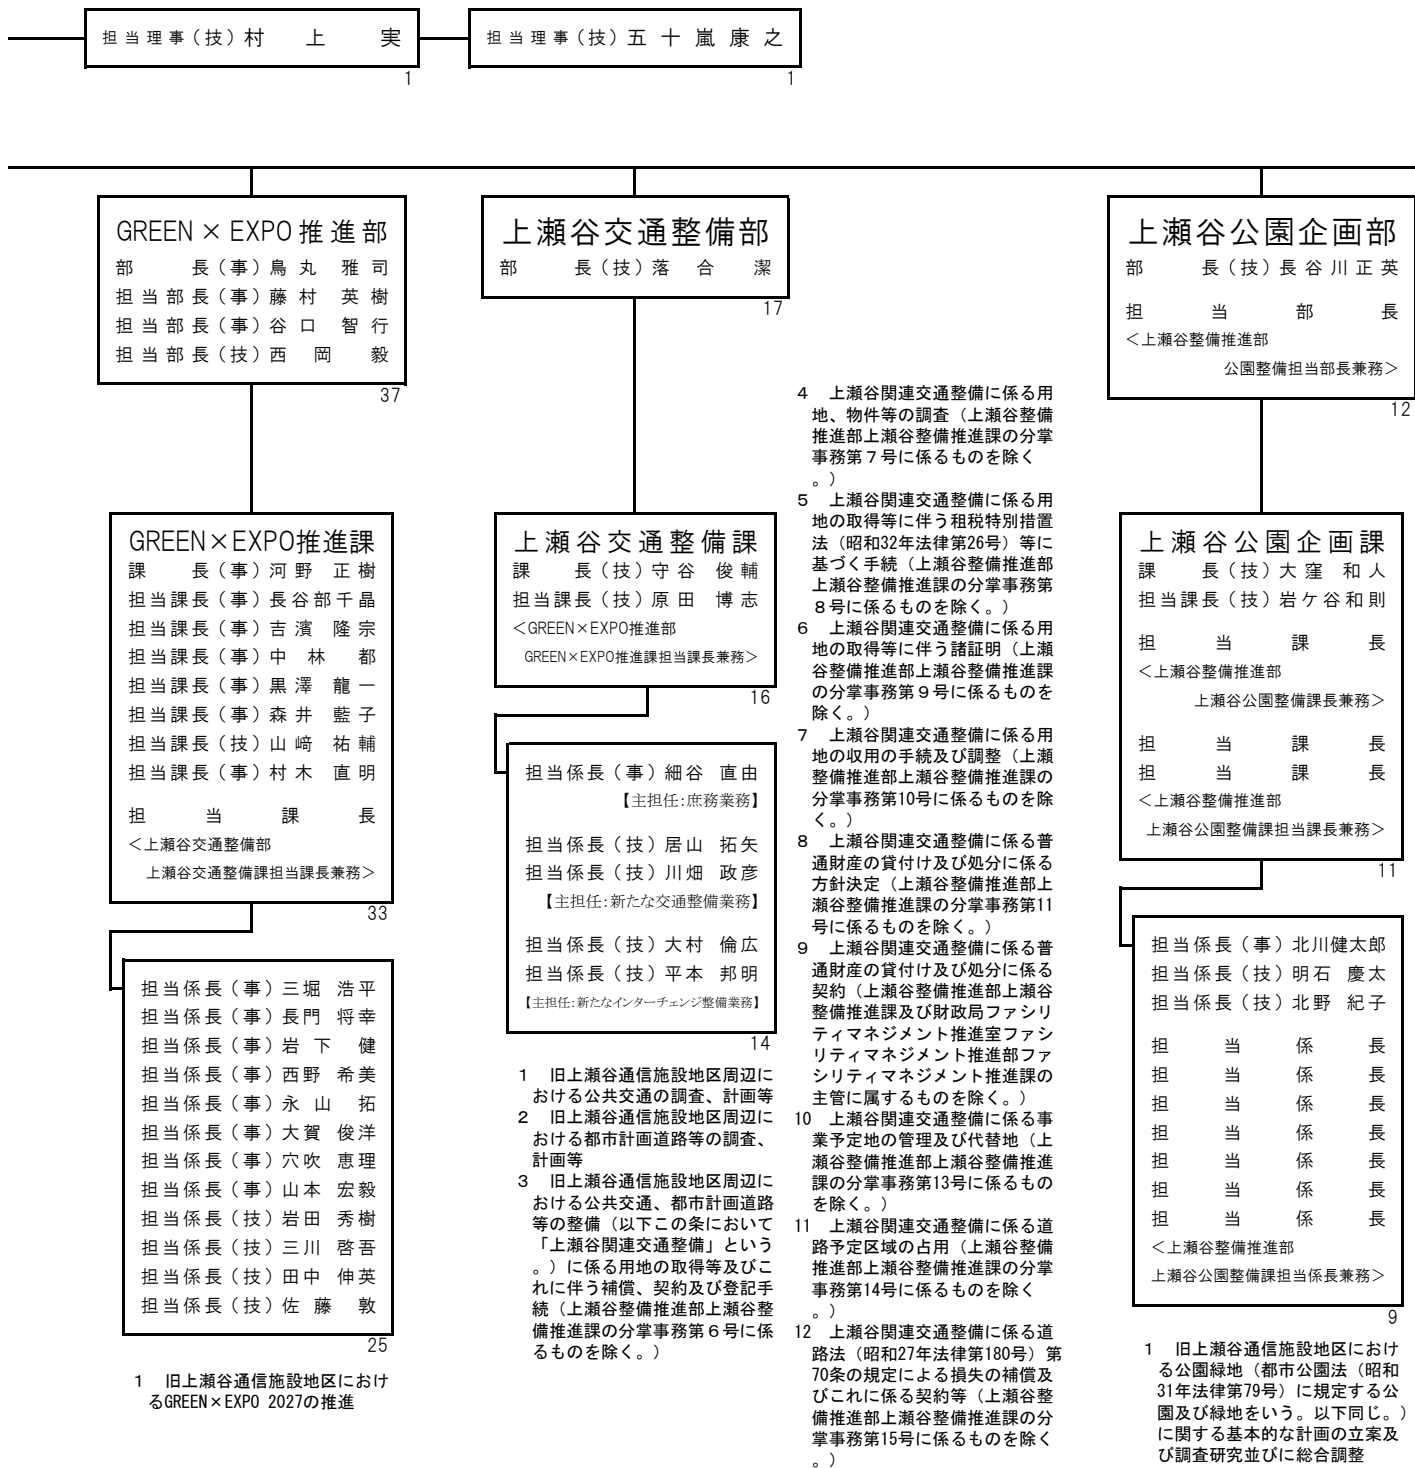 担当理事(技)村上実
1
担当理事(技)五十嵐康之
1
GREEN×EXPO推進部
部長(事)鳥丸雅司
担当部長(事)藤村英樹
担当部長(事)谷口智行
担当部長(技)西岡毅
37
GREEN×EXPO推進課
課長(事)河野正樹
担当課長(事)長谷部千晶
担当課長(事)吉濱隆宗
担当課長(事)中林都
担当課長(事)黒澤龍一
担当課長(事)森井藍子
担当課長(技)山﨑祐輔
担当課長(事)村木直明
担当課長
<上瀬谷交通整備部
上瀬谷交通整備課担当課長兼務>
33
担当係長(事)三堀浩平
担当係長(事)長門将幸
担当係長(事)岩下健
担当係長(事)西野希美
担当係長(事)永山拓
担当係長(事)大賀俊洋
担当係長(事)穴吹恵理
担当係長(事)山本宏毅
担当係長(技)岩田秀樹
担当係長(技)三川啓吾
担当係長(技)田中伸英
担当係長(技)佐藤敦
25
1 旧上瀬谷通信施設地区におけ
るGREEN×EXPO 2027の推進
上瀬谷交通整備部
部長(技)落合潔
17
上瀬谷交通整備課
課長(技)守谷俊輔
担当課長(技)原田博志
<GREEN×EXPO推進部
GREEN×EXPO推進課担当課長兼務>
16
担当係長(事)細谷直由
【主担任:庶務業務】
担当係長(技)居山拓矢
担当係長(技)川畑政彦
【主担任:新たな交通整備業務】
担当係長(技)大村倫広
担当係長(技)平本邦明
【主担任:新たなインターチェンジ整備業務】
14
1 旧上瀬谷通信施設地区周辺に
おける公共交通の調査、計画等
2 旧上瀬谷通信施設地区周辺に
おける都市計画道路等の調査、
計画等
3 旧上瀬谷通信施設地区周辺に
おける公共交通、都市計画道路
等の整備(以下この条において
「上瀬谷関連交通整備」という
。)に係る用地の取得等及びこ
れに伴う補償、契約及び登記手
続(上瀬谷整備推進部上瀬谷整
備推進課の分掌事務第6号に係
るものを除く。)
4 上瀬谷関連交通整備に係る用
地、物件等の調査(上瀬谷整備
推進部上瀬谷整備推進課の分掌
事務第7号に係るものを除く
。)
5 上瀬谷関連交通整備に係る用
地の取得等に伴う租税特別措置
法(昭和32年法律第26号)等に
基づく手続(上瀬谷整備推進部
上瀬谷整備推進課の分掌事務第
8号に係るものを除く。)
6 上瀬谷関連交通整備に係る用
地の取得等に伴う諸証明(上瀬
谷整備推進部上瀬谷整備推進課
の分掌事務第9号に係るものを
除く。)
7 上瀬谷関連交通整備に係る用
地の収用の手続及び調整(上瀬
整備推進部上瀬谷整備推進課の
分掌事務第10号に係るものを除
く。)
8 上瀬谷関連交通整備に係る普
通財産の貸付け及び処分に係る
方針決定(上瀬谷整備推進部上
瀬谷整備推進課の分掌事務第11
号に係るものを除く。)
9 上瀬谷関連交通整備に係る普
通財産の貸付け及び処分に係る
契約(上瀬谷整備推進部上瀬谷
整備推進課及び財政局ファシリ
ティマネジメント推進室ファシ
リティマネジメント推進部ファ
シリティマネジメント推進課の
主管に属するものを除く。)
10 上瀬谷関連交通整備に係る事
業予定地の管理及び代替地(上
瀬谷整備推進部上瀬谷整備推進
課の分掌事務第13号に係るもの
を除く。)
11 上瀬谷関連交通整備に係る道
路予定区域の占用(上瀬谷整備
推進部上瀬谷整備推進課の分掌
事務第14号に係るものを除く
。)
12 上瀬谷関連交通整備に係る道
路法(昭和27年法律第180号)第
70条の規定による損失の補償及
びこれに係る契約等(上瀬谷整
備推進部上瀬谷整備推進課の分
掌事務第15号に係るものを除く
。)
上瀬谷公園企画部
部長(技)長谷川正英
担当部長
<上瀬谷整備推進部
公園整備担当部長兼務>
12
上瀬谷公園企画課
課長(技)大窪和人
担当課長(技)岩ケ谷和則
担当課長
<上瀬谷整備推進部
上瀬谷公園整備課長兼務>
担当課長
担当課長
<上瀬谷整備推進部
上瀬谷公園整備課担当課長兼務>
11
担当係長(事)北川健太郎
担当係長(技)明石慶太
担当係長(技)北野紀子
担当係長
担当係長
担当係長
担当係長
担当係長
担当係長
担当係長
<上瀬谷整備推進部
上瀬谷公園整備課担当係長兼務>
9
1 旧上瀬谷通信施設地区におけ
る公園緑地(都市公園法(昭和
31年法律第79号)に規定する公
園及び緑地をいう。以下同じ。)
に関する基本的な計画の立案及
び調査研究並びに総合調整